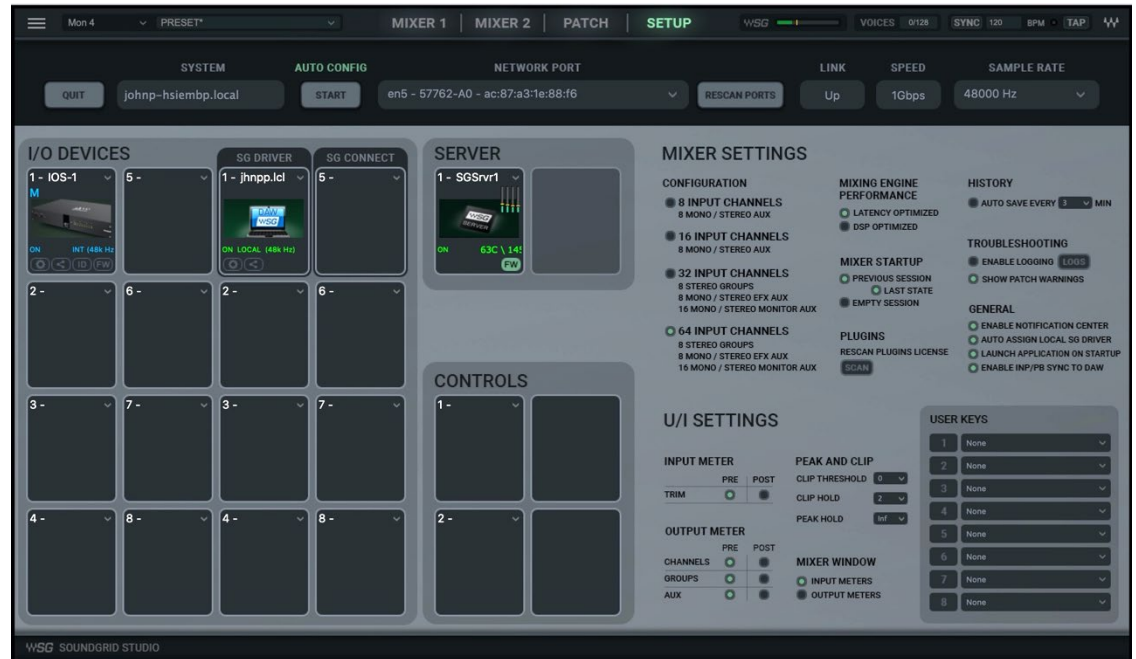 Mon 4 PRESET* MIXER 1 MIXER 2 PATCH SETUP WSG VOICES 0/128 SYNC 120 BPM TAP
SYSTEM AUTO CONFIG NETWORK PORT LINK SPEED SAMPLE RATE
QUIT johnp-hsiembp.local START en5 - 57762-A0 - ac:87:a3:1e:88:f6 RESCAN PORTS Up 1Gbps 48000 Hz
I/O DEVICES SG DRIVER SG CONNECT
1 - IOS-1 5 - 1 - jhnpp.lcl 5 -
M
DAW
WSG
ON INT (48k Hz ON LOCAL (48k Hz)
ID FW
2 - 6 - 2 - 6 -
3 - 7 - 3 - 7 -
4 - 8 - 4 - 8 -
SERVER
1 - SGSrvr1
WSG
SERVER
ON 63C \ 145
FW
CONTROLS
1 -
2 -
MIXER SETTINGS
CONFIGURATION
8 INPUT CHANNELS
8 MONO / STEREO AUX
16 INPUT CHANNELS
8 MONO / STEREO AUX
32 INPUT CHANNELS
8 STEREO GROUPS
8 MONO / STEREO EFX AUX
16 MONO / STEREO MONITOR AUX
64 INPUT CHANNELS
8 STEREO GROUPS
8 MONO / STEREO EFX AUX
16 MONO / STEREO MONITOR AUX
MIXING ENGINE
PERFORMANCE
LATENCY OPTIMIZED
DSP OPTIMIZED
MIXER STARTUP
PREVIOUS SESSION
LAST STATE
EMPTY SESSION
PLUGINS
RESCAN PLUGINS LICENSE
SCAN
HISTORY
AUTO SAVE EVERY 3 MIN
TROUBLESHOOTING
ENABLE LOGGING LOGS
SHOW PATCH WARNINGS
GENERAL
ENABLE NOTIFICATION CENTER
AUTO ASSIGN LOCAL SG DRIVER
LAUNCH APPLICATION ON STARTUP
ENABLE INP/PB SYNC TO DAW
U/I SETTINGS
INPUT METER
PRE POST
TRIM
OUTPUT METER
PRE POST
CHANNELS
GROUPS
AUX
PEAK AND CLIP
CLIP THRESHOLD 0
CLIP HOLD 2
PEAK HOLD Inf
MIXER WINDOW
INPUT METERS
OUTPUT METERS
USER KEYS
1 None
2 None
3 None
4 None
5 None
6 None
7 None
8 None
WSG SOUNDGRID STUDIO